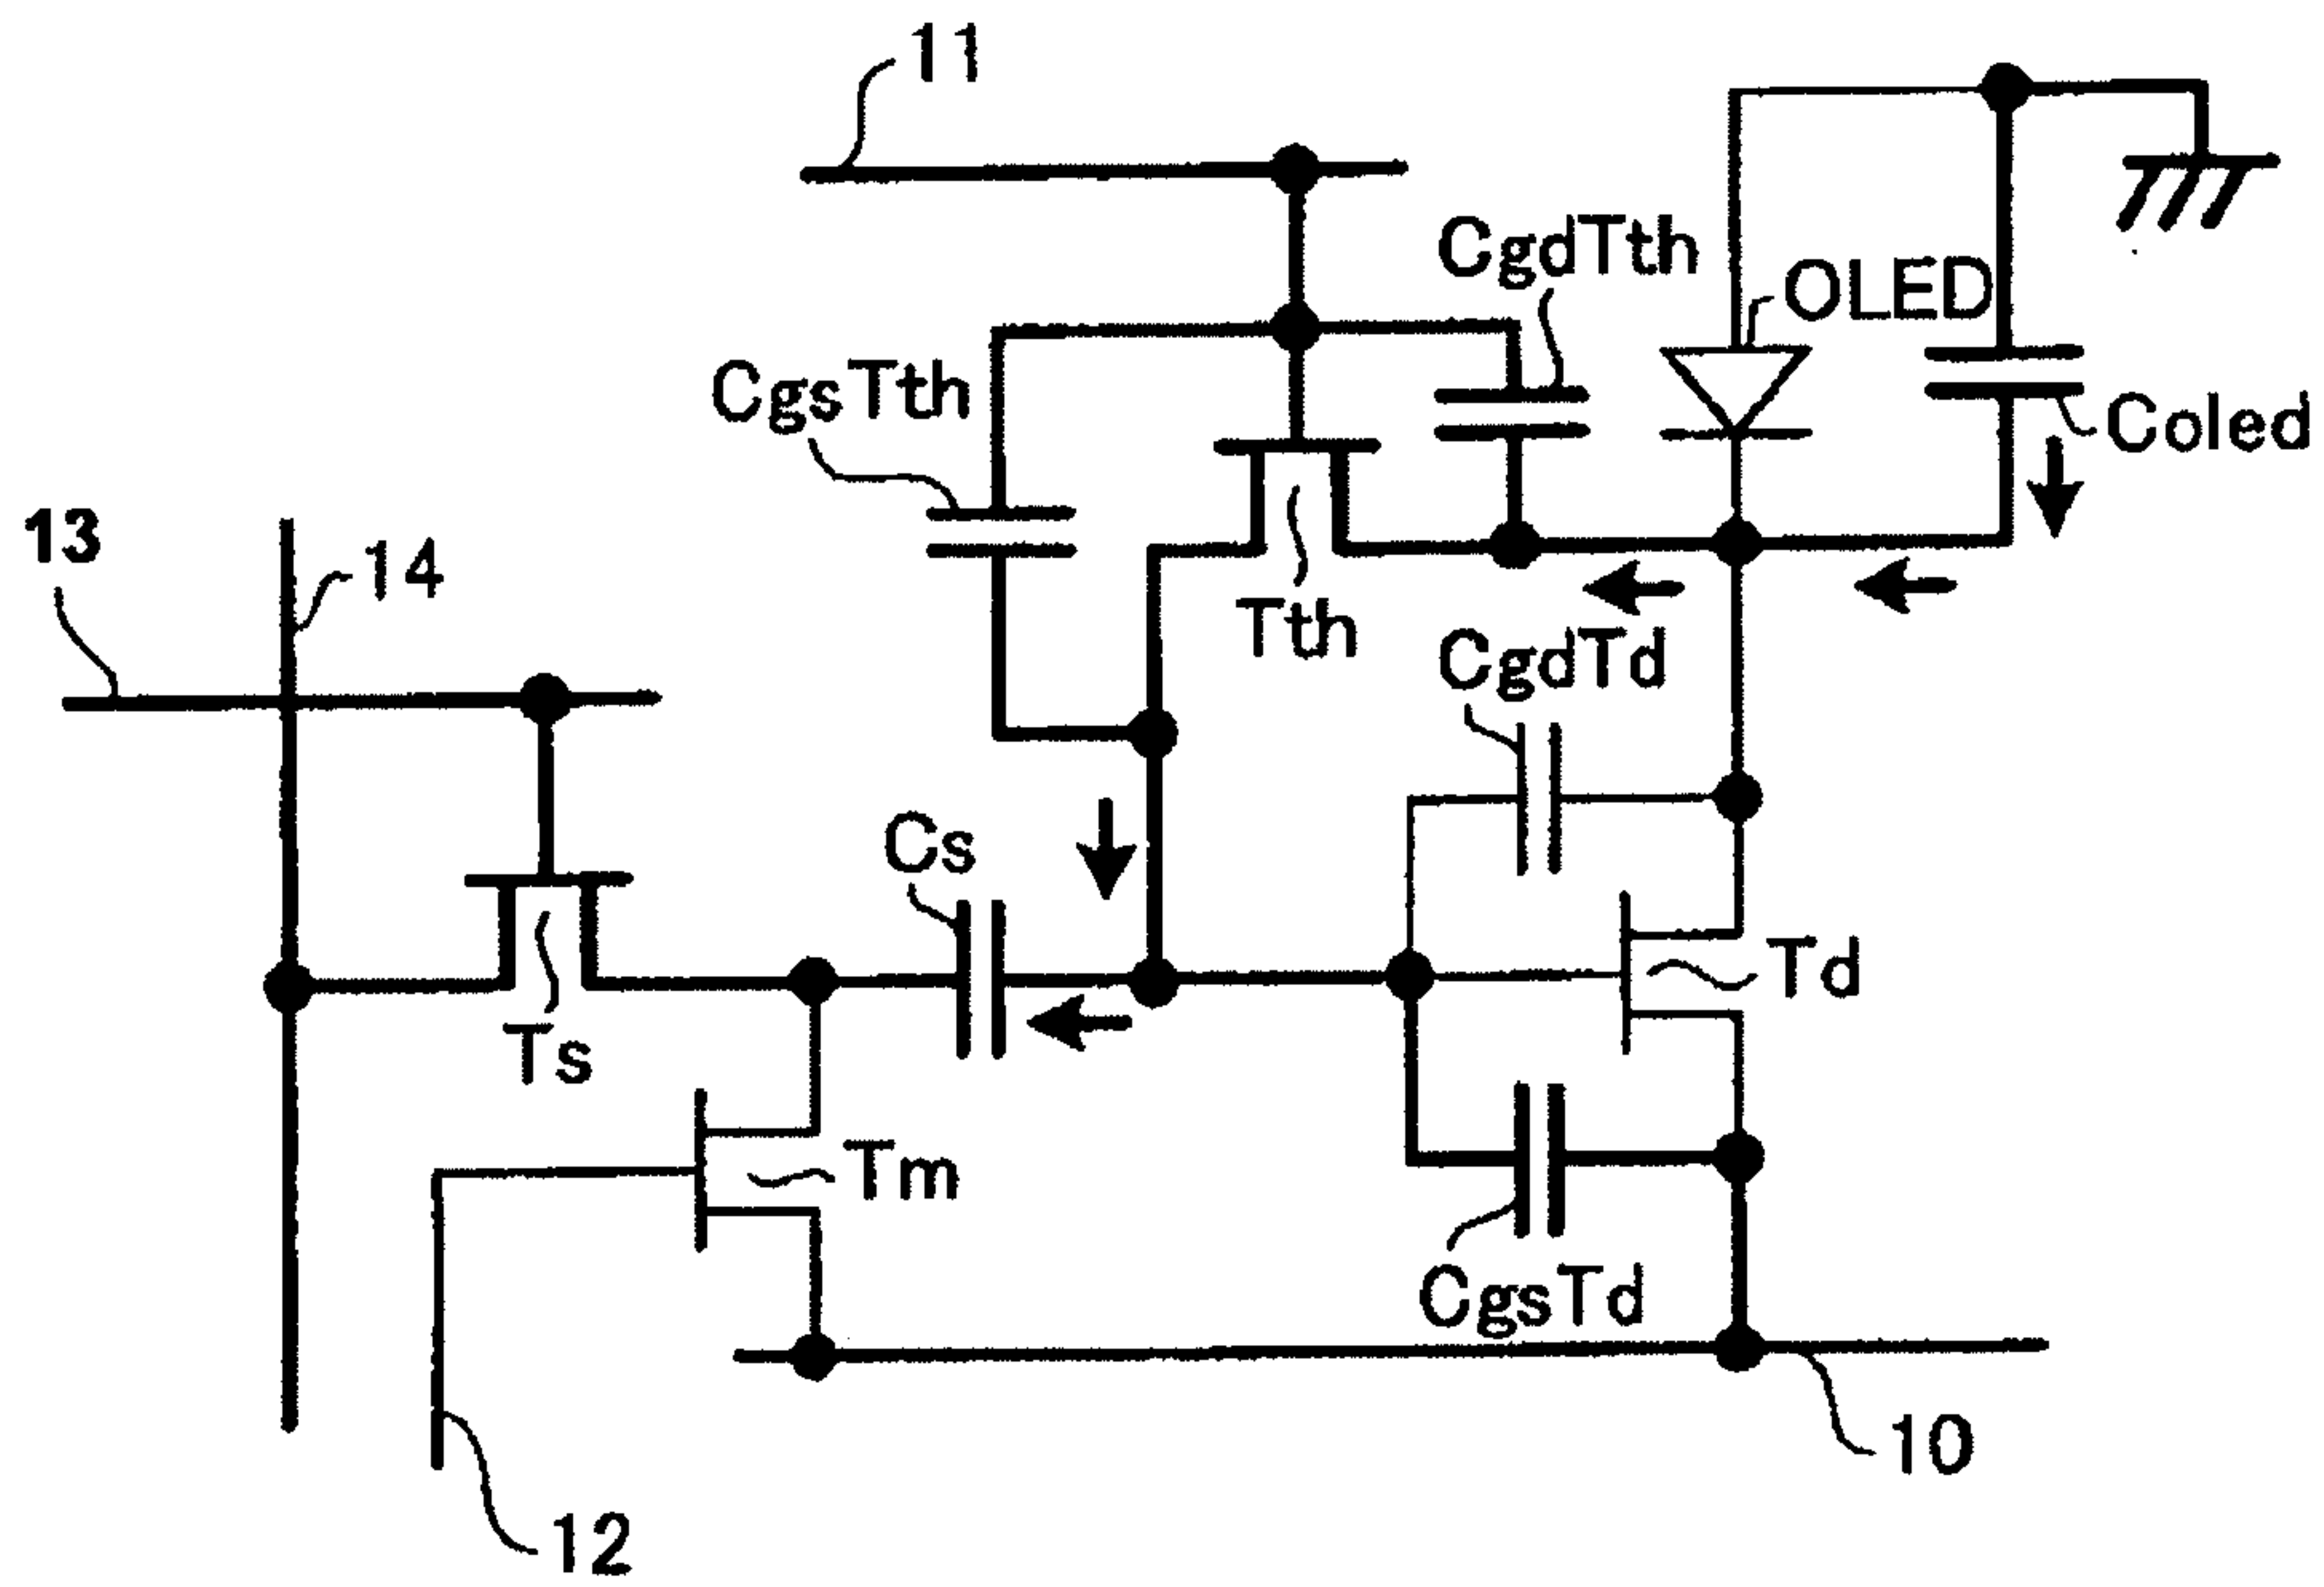 11
CgdTth
OLED
CgsTth
Coled
13
14
Tth
CgdTd
Cs
Td
Ts
Tm
CgsTd
10
12